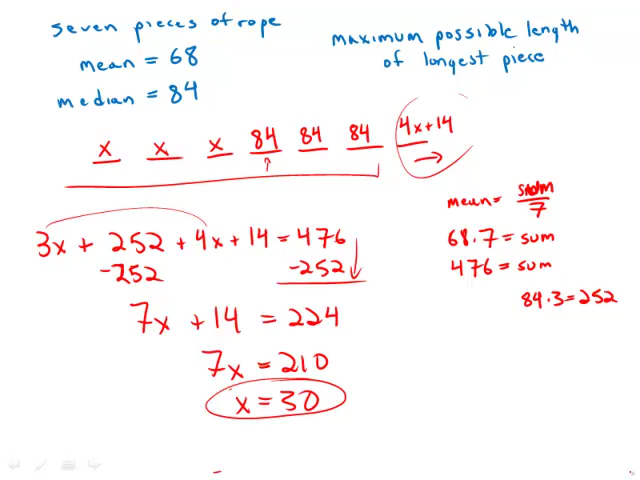 seven pieces of rope
mean = 68
median = 84
maximum possible length
of longest piece
x x x 84 84 84 4x+14
3x + 252 + 4x + 14 = 476
-252 -252
7x + 14 = 224
7x = 210
x = 30
mean = sum/7
68·7 = sum
476 = sum
84·3 = 252